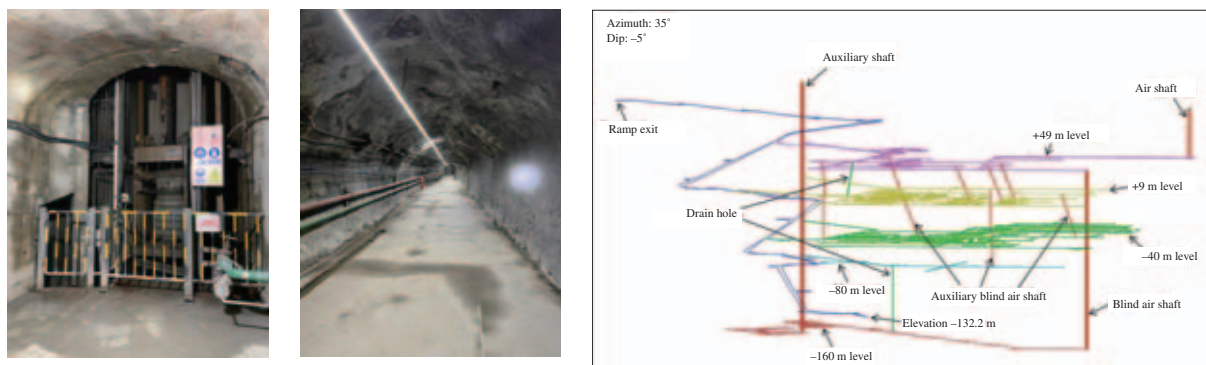 Azimuth: 35°
Dip: –5°
Auxiliary shaft
Air shaft
Ramp exit
+49 m level
+9 m level
Drain hole
–40 m level
–80 m level
Auxiliary blind air shaft
Blind air shaft
Elevation –132.2 m
–160 m level